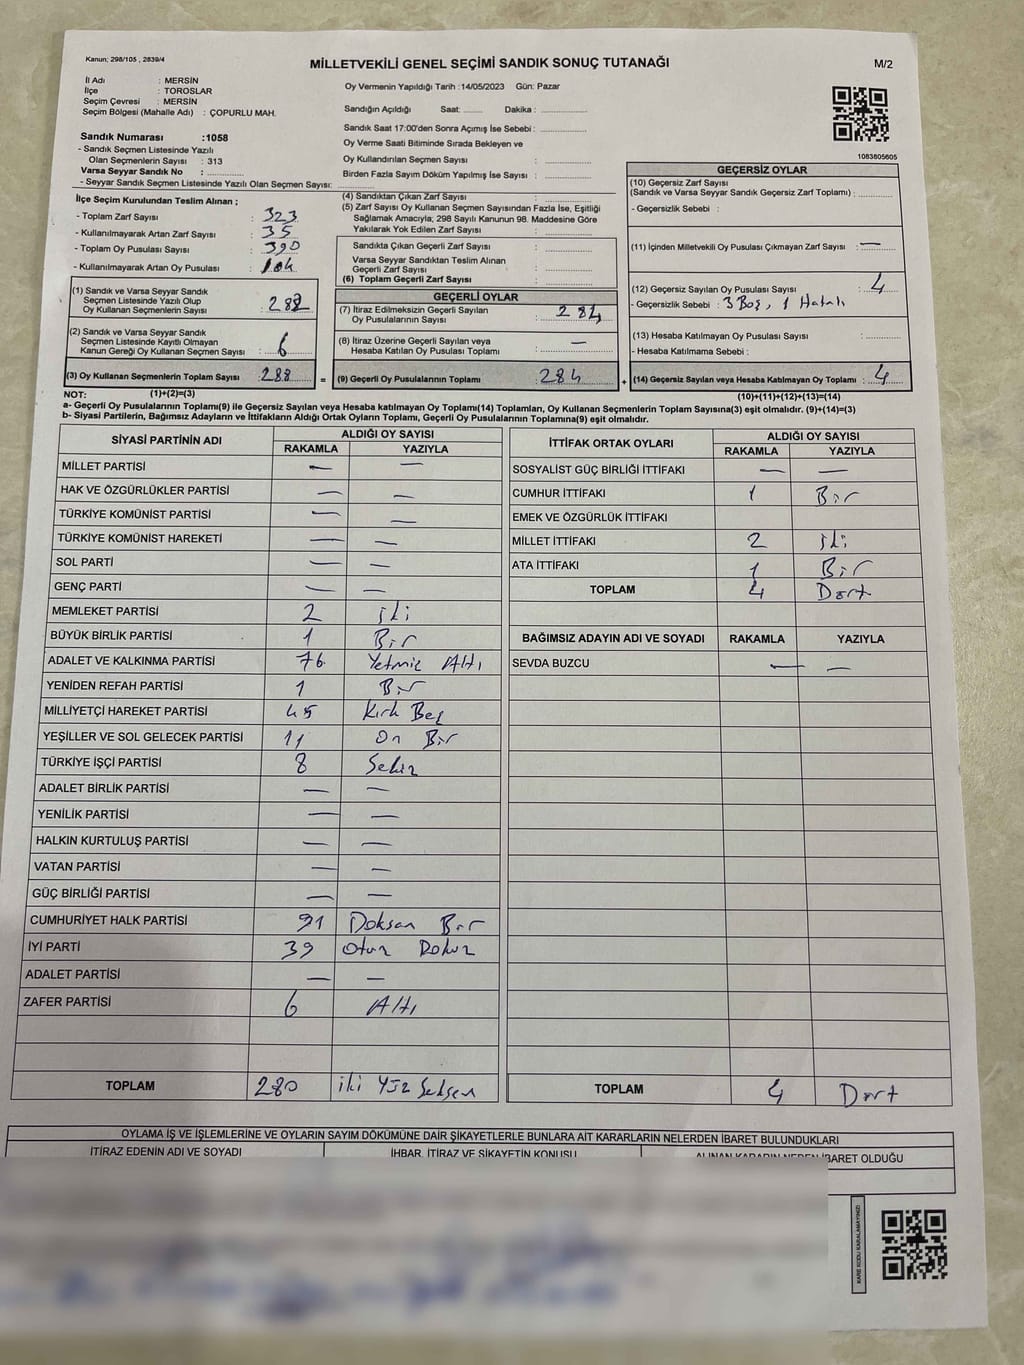 Kanun; 298/105 , 2839/4
MİLLETVEKİLİ GENEL SEÇİMİ SANDIK SONUÇ TUTANAĞI
M/2
İl Adı : MERSİN
İlçe : TOROSLAR
Seçim Çevresi : MERSİN
Seçim Bölgesi (Mahalle Adı) : ÇOPURLU MAH.
Sandık Numarası :1058
- Sandık Seçmen Listesinde Yazılı
Olan Seçmenlerin Sayısı : 313
Varsa Seyyar Sandık No :
- Seyyar Sandık Seçmen Listesinde Yazılı Olan Seçmen Sayısı:
İlçe Seçim Kurulundan Teslim Alınan ;
- Toplam Zarf Sayısı : 323
- Kullanılmayarak Artan Zarf Sayısı : 35
- Toplam Oy Pusulası Sayısı : 390
- Kullanılmayarak Artan Oy Pusulası : 104
(1) Sandık ve Varsa Seyyar Sandık
Seçmen Listesinde Yazılı Olup
Oy Kullanan Seçmenlerin Sayısı : 282
(2) Sandık ve Varsa Seyyar Sandık
Seçmen Listesinde Kayıtlı Olmayan
Kanun Gereği Oy Kullanan Seçmen Sayısı : 6
(3) Oy Kullanan Seçmenlerin Toplam Sayısı : 288 =
(1)+(2)=(3)
Oy Vermenin Yapıldığı Tarih :14/05/2023 Gün: Pazar
Sandığın Açıldığı Saat: Dakika :
Sandık Saat 17:00'den Sonra Açımış İse Sebebi :
Oy Verme Saati Bitiminde Sırada Bekleyen ve
Oy Kullandırılan Seçmen Sayısı :
Birden Fazla Sayım Döküm Yapılmış İse Sayısı :
(4) Sandıktan Çıkan Zarf Sayısı :
(5) Zarf Sayısı Oy Kullanan Seçmen Sayısından Fazla İse, Eşitliği
Sağlamak Amacıyla; 298 Sayılı Kanunun 98. Maddesine Göre
Yakılarak Yok Edilen Zarf Sayısı :
Sandıkta Çıkan Geçerli Zarf Sayısı :
Varsa Seyyar Sandıktan Teslim Alınan
Geçerli Zarf Sayısı :
(6) Toplam Geçerli Zarf Sayısı :
GEÇERLİ OYLAR
(7) İtiraz Edilmeksizin Geçerli Sayılan
Oy Pusulalarının Sayısı : 284
(8) İtiraz Üzerine Geçerli Sayılan veya
Hesaba Katılan Oy Pusulası Toplamı : —
(9) Geçerli Oy Pusulalarının Toplamı : 284 +
1083805605
GEÇERSİZ OYLAR
(10) Geçersiz Zarf Sayısı
(Sandık ve Varsa Seyyar Sandık Geçersiz Zarf Toplamı) :
- Geçersizlik Sebebi :
(11) İçinden Milletvekili Oy Pusulası Çıkmayan Zarf Sayısı : —
(12) Geçersiz Sayılan Oy Pusulası Sayısı : 4
- Geçersizlik Sebebi : 3 Boş, 1 Hatalı
(13) Hesaba Katılmayan Oy Pusulası Sayısı :
- Hesaba Katılmama Sebebi :
(14) Geçersiz Sayılan veya Hesaba Katılmayan Oy Toplamı : 4
(10)+(11)+(12)+(13)=(14)
NOT:
a- Geçerli Oy Pusulalarının Toplamı(9) ile Geçersiz Sayılan veya Hesaba katılmayan Oy Toplamı(14) Toplamları, Oy Kullanan Seçmenlerin Toplam Sayısına(3) eşit olmalıdır. (9)+(14)=(3)
b- Siyasi Partilerin, Bağımsız Adayların ve İttifakların Aldığı Ortak Oyların Toplamı, Geçerli Oy Pusulalarının Toplamına(9) eşit olmalıdır.
SİYASİ PARTİNİN ADI ALDIĞI OY SAYISI
RAKAMLA YAZIYLA
MİLLET PARTİSİ — —
HAK VE ÖZGÜRLÜKLER PARTİSİ — —
TÜRKİYE KOMÜNİST PARTİSİ — —
TÜRKİYE KOMÜNİST HAREKETİ — —
SOL PARTİ — —
GENÇ PARTİ — —
MEMLEKET PARTİSİ 2 iki
BÜYÜK BİRLİK PARTİSİ 1 Bir
ADALET VE KALKINMA PARTİSİ 76 Yetmiş Altı
YENİDEN REFAH PARTİSİ 1 Bir
MİLLİYETÇİ HAREKET PARTİSİ 45 Kırk Beş
YEŞİLLER VE SOL GELECEK PARTİSİ 11 On Bir
TÜRKİYE İŞÇİ PARTİSİ 8 Sekiz
ADALET BİRLİK PARTİSİ — —
YENİLİK PARTİSİ — —
HALKIN KURTULUŞ PARTİSİ — —
VATAN PARTİSİ — —
GÜÇ BİRLİĞİ PARTİSİ — —
CUMHURİYET HALK PARTİSİ 91 Doksan Bir
İYİ PARTİ 39 Otuz Dokuz
ADALET PARTİSİ — —
ZAFER PARTİSİ 6 Altı
TOPLAM 280 iki Yüz Seksen
İTTİFAK ORTAK OYLARI ALDIĞI OY SAYISI
RAKAMLA YAZIYLA
SOSYALİST GÜÇ BİRLİĞİ İTTİFAKI — —
CUMHUR İTTİFAKI 1 Bir
EMEK VE ÖZGÜRLÜK İTTİFAKI
MİLLET İTTİFAKI 2 iki
ATA İTTİFAKI 1 Bir
TOPLAM 4 Dört
BAĞIMSIZ ADAYIN ADI VE SOYADI RAKAMLA YAZIYLA
SEVDA BUZCU — —
TOPLAM 4 Dört
OYLAMA İŞ VE İŞLEMLERİNE VE OYLARIN SAYIM DÖKÜMÜNE DAİR ŞİKAYETLERLE BUNLARA AİT KARARLARIN NELERDEN İBARET BULUNDUKLARI
İTİRAZ EDENİN ADI VE SOYADI İHBAR, İTİRAZ VE ŞİKAYETİN KONUSU ALINAN KARARIN NEDEN İBARET OLDUĞU
KARE KODU KARALAMAYINIZ!